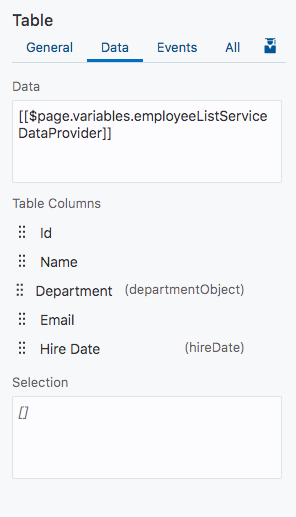 Table
General Data Events All
Data
[[$page.variables.employeeListService
DataProvider]]
Table Columns
Id
Name
Department (departmentObject)
Email
Hire Date (hireDate)
Selection
[]